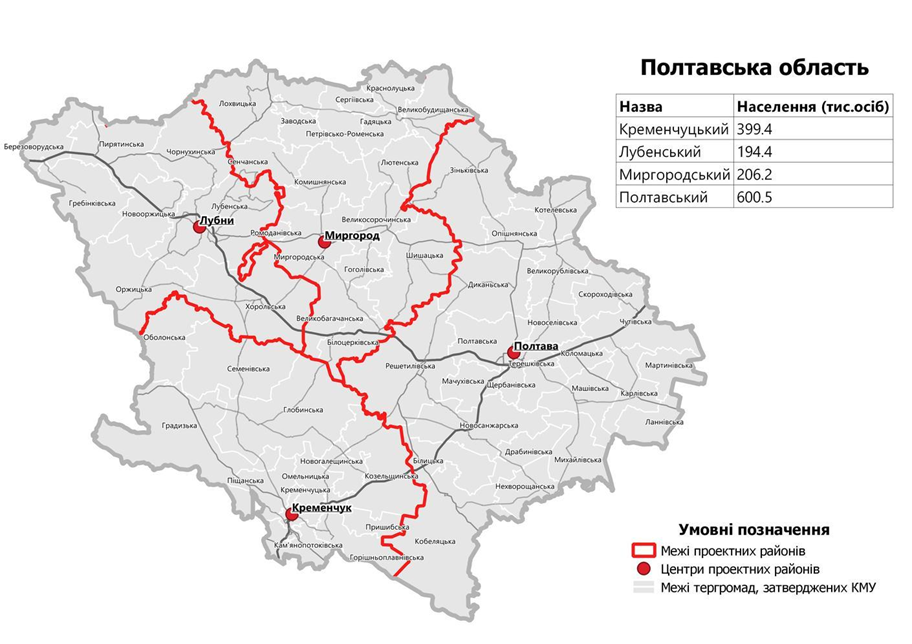 Полтавська область
Назва Населення (тис.осіб)
Кременчуцький 399.4
Лубенський 194.4
Миргородський 206.2
Полтавський 600.5
Краснолуцька
Лохвицька
Сергіївська
Великобудищанська
Заводська
Гадяцька
Петрівсько-Роменська
Березоворудська
Пирятинська
Чорнухинська
Сенчанська
Лютенська
Зіньківська
Комишнянська
Гребінківська
Новооржицька
Лубенська
Котелевська
Лубни
Великосорочинська
Ромоданівська
Миргород
Опішнянська
Миргородська
Шишацька
Гоголівська
Великорублівська
Оржицька
Диканьська
Скороходівська
Хорольська
Великобагачанська
Новоселівська
Чутівська
Оболонська
Білоцерківська
Полтавська
Полтава
Коломацька
Семенівська
Решетилівська
Терешківська
Мартинівська
Мачухівська
Щербанівська
Машівська
Карлівська
Глобинська
Градизька
Новосанжарська
Ланнівська
Драбинівська
Новогалещинська
Білицька
Михайлівська
Піщанська
Омельницька
Козельщинська
Кременчуцька
Нехворощанська
Кременчук
Пришибська
Кам'янопотоківська
Кобеляцька
Горішньоплавнівська
Умовні позначення
Межі проектних районів
Центри проектних районів
Межі тергромад, затверджених КМУ